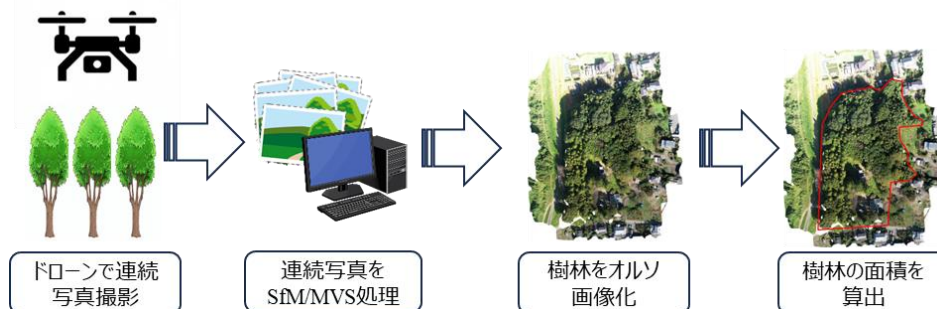 ドローンで連続
写真撮影
連続写真を
SfM/MVS処理
樹林をオルソ
画像化
樹林の面積を
算出